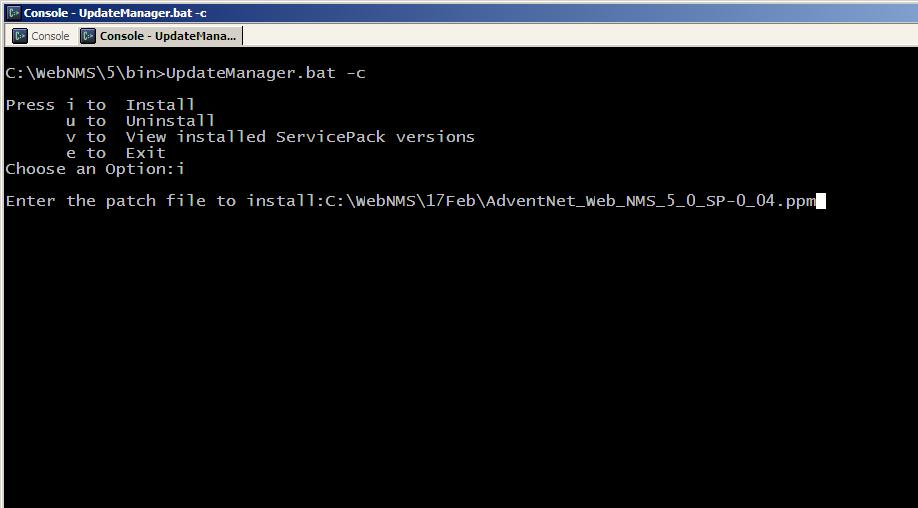 Console - UpdateManager.bat -c
Console Console - UpdateMana...
C:\WebNMS\5\bin>UpdateManager.bat -c
Press i to  Install
      u to  Uninstall
      v to  View installed ServicePack versions
      e to  Exit
Choose an Option:i
Enter the patch file to install:C:\WebNMS\17Feb\AdventNet_Web_NMS_5_0_SP-0_04.ppm